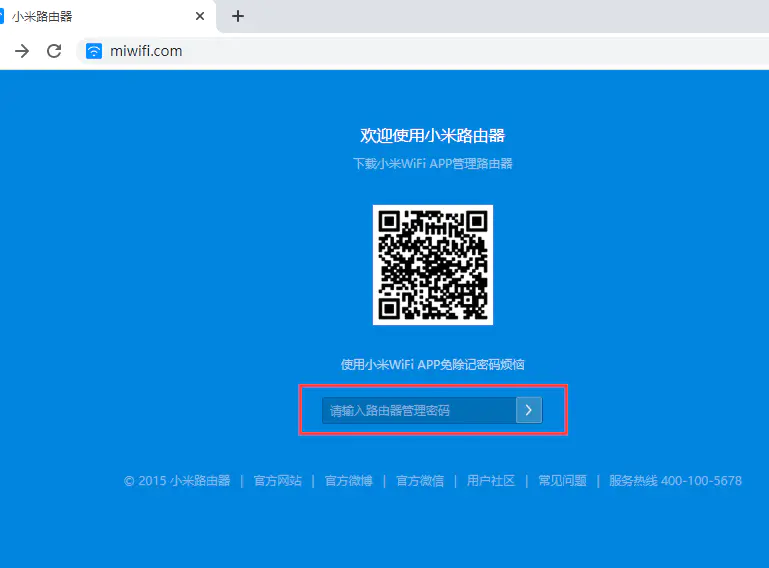 小米路由器
miwifi.com
欢迎使用小米路由器
下载小米WiFi APP管理路由器
使用小米WiFi APP免除记密码烦恼
请输入路由器管理密码
© 2015 小米路由器 | 官方网站 | 官方微博 | 官方微信 | 用户社区 | 常见问题 | 服务热线 400-100-5678